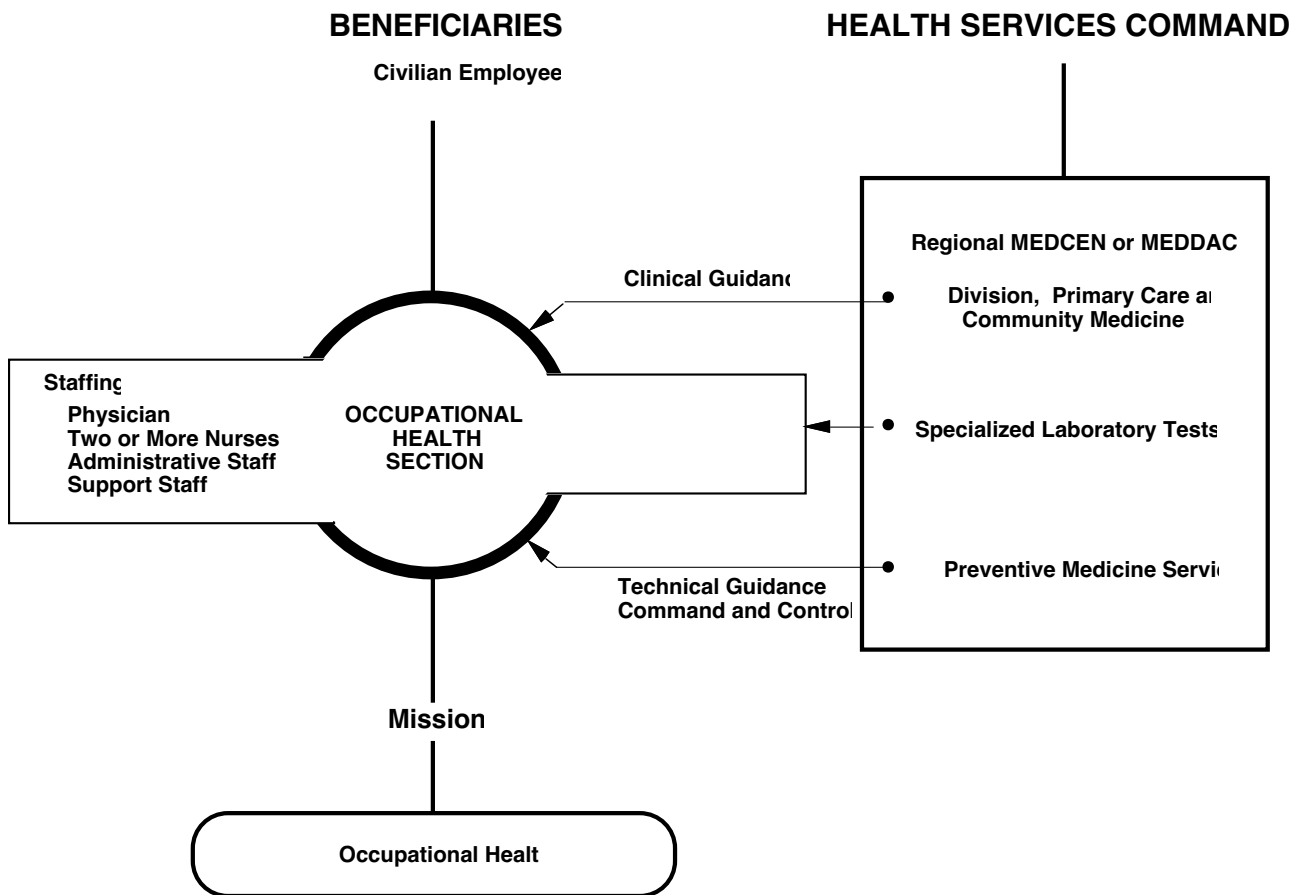 BENEFICIARIES
HEALTH SERVICES COMMAND
Civilian Employee
Regional MEDCEN or MEDDAC
Clinical Guidanc
Division, Primary Care a
Community Medicine
Staffing
Physician
Two or More Nurses
Administrative Staff
Support Staff
OCCUPATIONAL
HEALTH
SECTION
Specialized Laboratory Tests
Preventive Medicine Servi
Technical Guidance
Command and Control
Mission
Occupational Healt